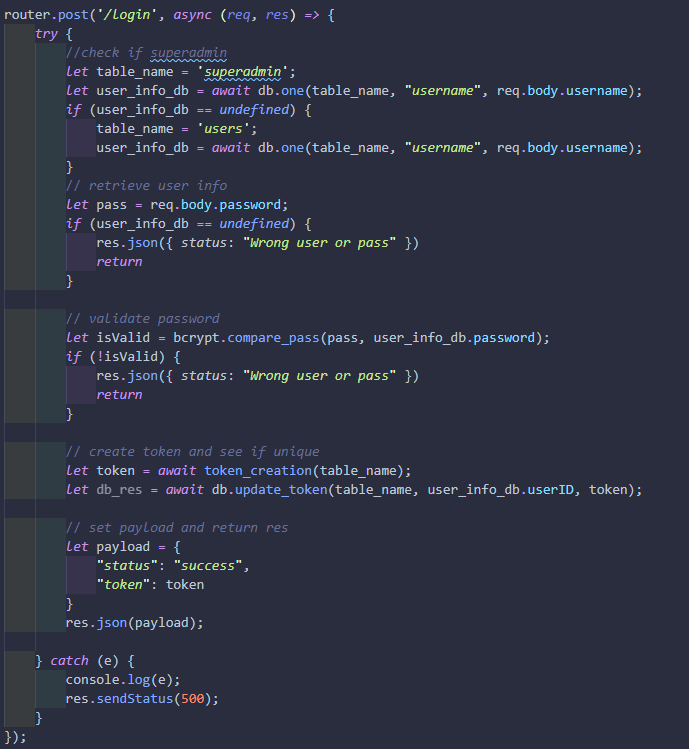 router.post('/login', async (req, res) => {
    try {
        //check if superadmin
        let table_name = 'superadmin';
        let user_info_db = await db.one(table_name, "username", req.body.username);
        if (user_info_db == undefined) {
            table_name = 'users';
            user_info_db = await db.one(table_name, "username", req.body.username);
        }
        // retrieve user info
        let pass = req.body.password;
        if (user_info_db == undefined) {
            res.json({ status: "Wrong user or pass" })
            return
        }

        // validate password
        let isValid = bcrypt.compare_pass(pass, user_info_db.password);
        if (!isValid) {
            res.json({ status: "Wrong user or pass" })
            return
        }

        // create token and see if unique
        let token = await token_creation(table_name);
        let db_res = await db.update_token(table_name, user_info_db.userID, token);

        // set payload and return res
        let payload = {
            "status": "success",
            "token": token
        }
        res.json(payload);

    } catch (e) {
        console.log(e);
        res.sendStatus(500);
    }
});